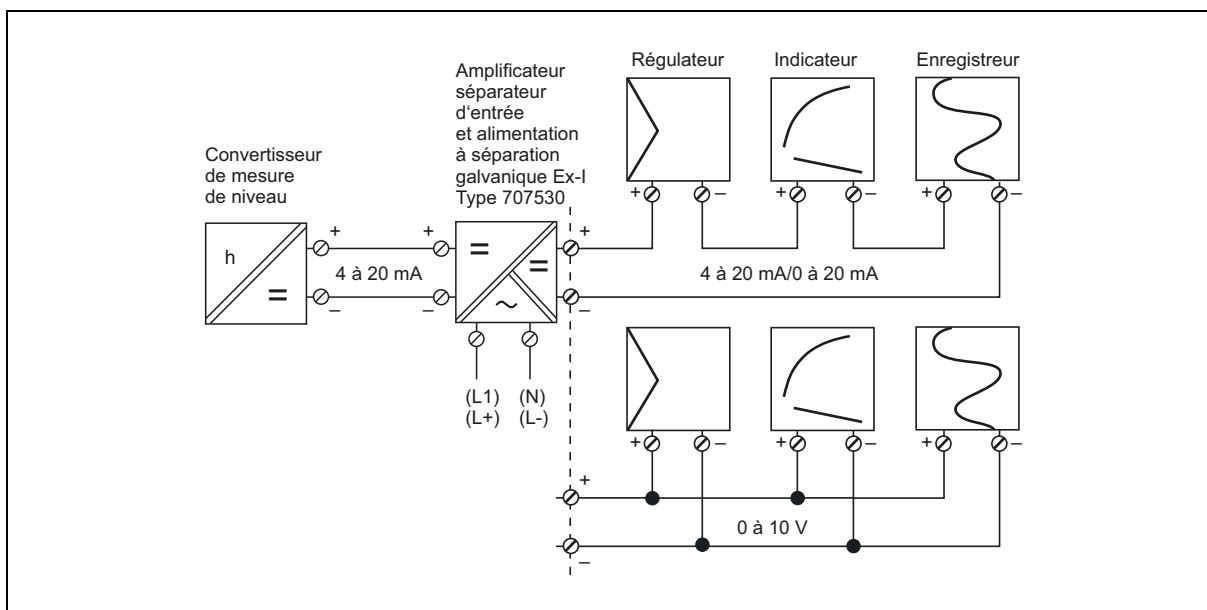 Convertisseur
de mesure
de niveau
h
=
+
–
4 à 20 mA
+
–
Amplificateur
séparateur
d‘entrée
et alimentation
à séparation
galvanique Ex-I
Type 707530
=
=
~
(L1) (N)
(L+) (L-)
+
–
Régulateur Indicateur Enregistreur
+ – + – + –
4 à 20 mA/0 à 20 mA
+ – + – + –
+
0 à 10 V
–